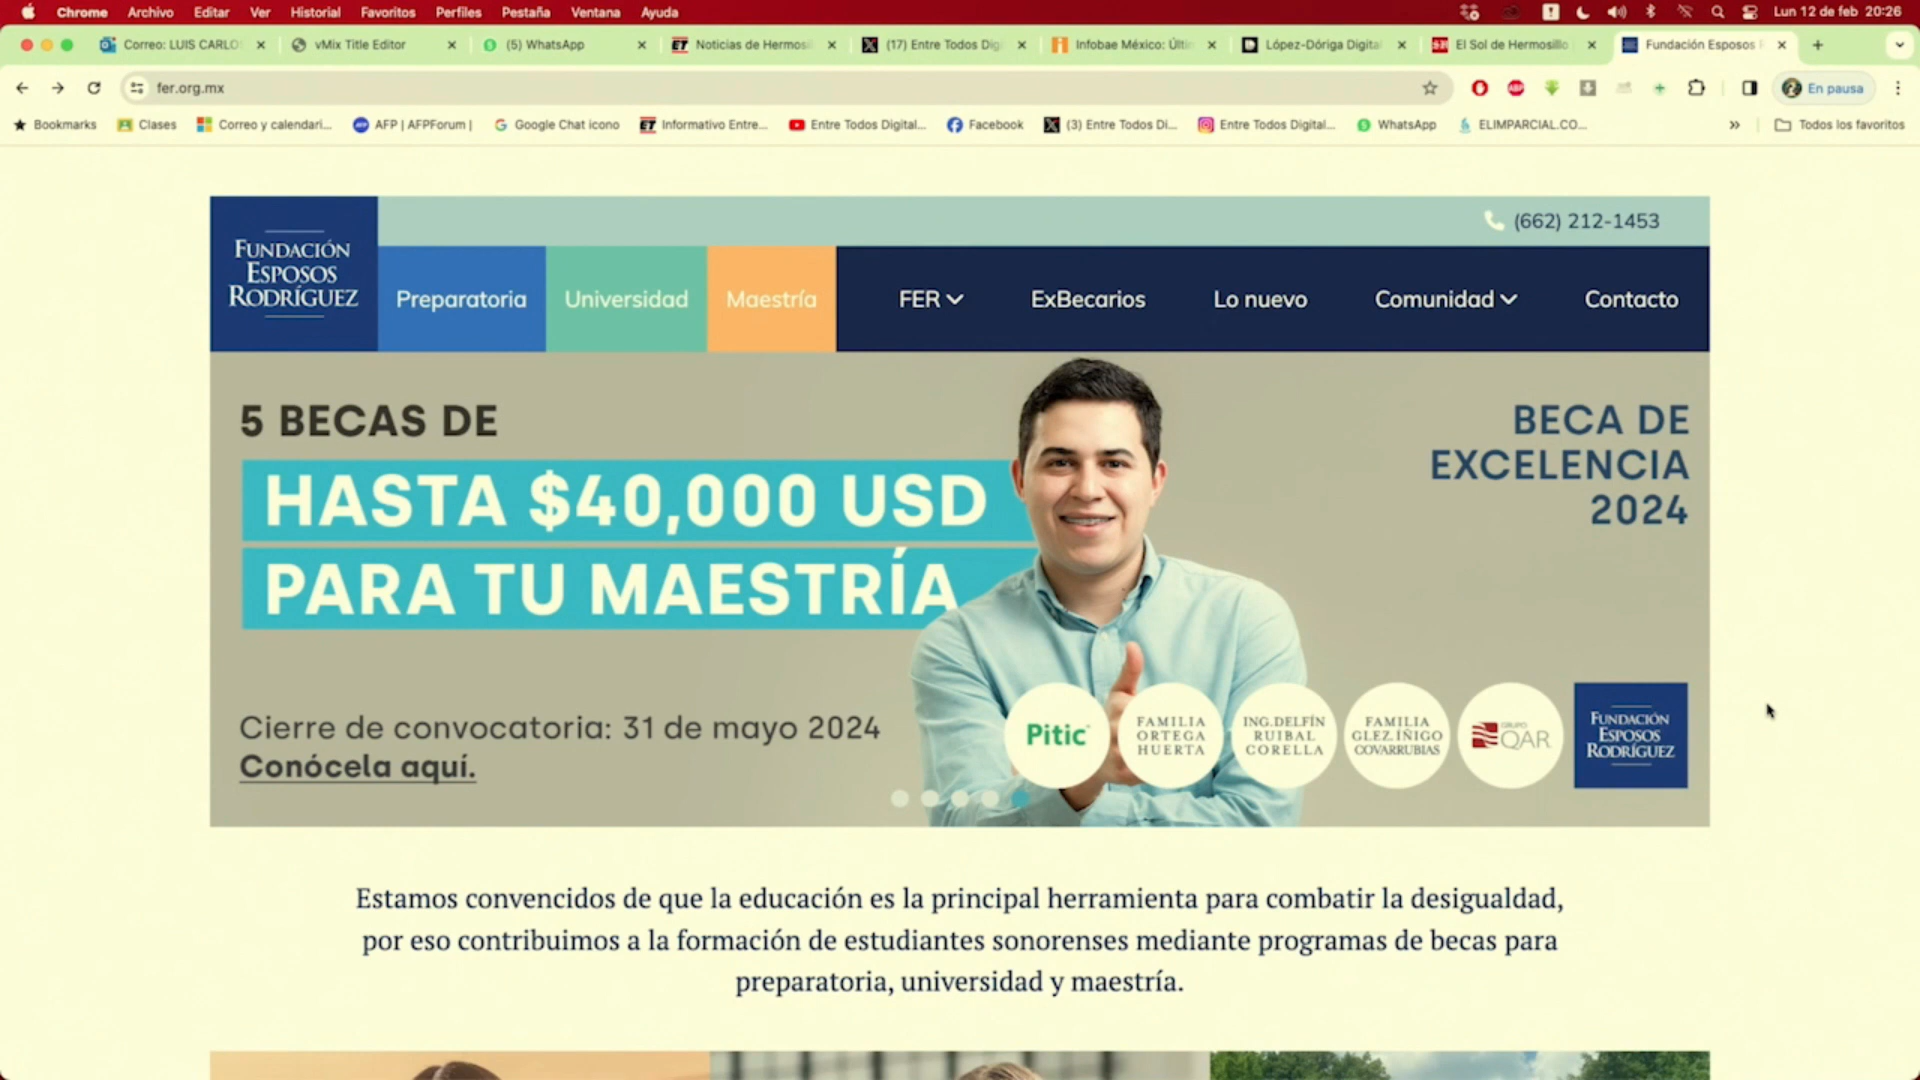 Chrome Archivo Editar Ver Historial Favoritos Perfiles Pestaña Ventana Ayuda Lun 12 de feb 20:26
Correo: LUIS CARLO vMix Title Editor (5) WhatsApp Noticias de Hermosi (17) Entre Todos Dig Infobae México: Últi López-Dóriga Digital El Sol de Hermosillo Fundación Esposos
fer.org.mx En pausa
Bookmarks Clases Correo y calendari... AFP | AFPForum | Google Chat icono Informativo Entre... Entre Todos Digital... Facebook (3) Entre Todos Di... Entre Todos Digital... WhatsApp ELIMPARCIAL.CO... Todos los favoritos
(662) 212-1453
FUNDACIÓN
ESPOSOS
RODRÍGUEZ
Preparatoria Universidad Maestría FER ExBecarios Lo nuevo Comunidad Contacto
5 BECAS DE
HASTA $40,000 USD
PARA TU MAESTRÍA
BECA DE
EXCELENCIA
2024
Cierre de convocatoria: 31 de mayo 2024
Conócela aquí.
Pitic
FAMILIA
ORTEGA
HUERTA
ING.DELFÍN
RUIBAL
CORELLA
FAMILIA
GLEZ.ÍÑIGO
COVARRUBIAS
GRUPO
QAR
FUNDACIÓN
ESPOSOS
RODRÍGUEZ
Estamos convencidos de que la educación es la principal herramienta para combatir la desigualdad,
por eso contribuimos a la formación de estudiantes sonorenses mediante programas de becas para
preparatoria, universidad y maestría.